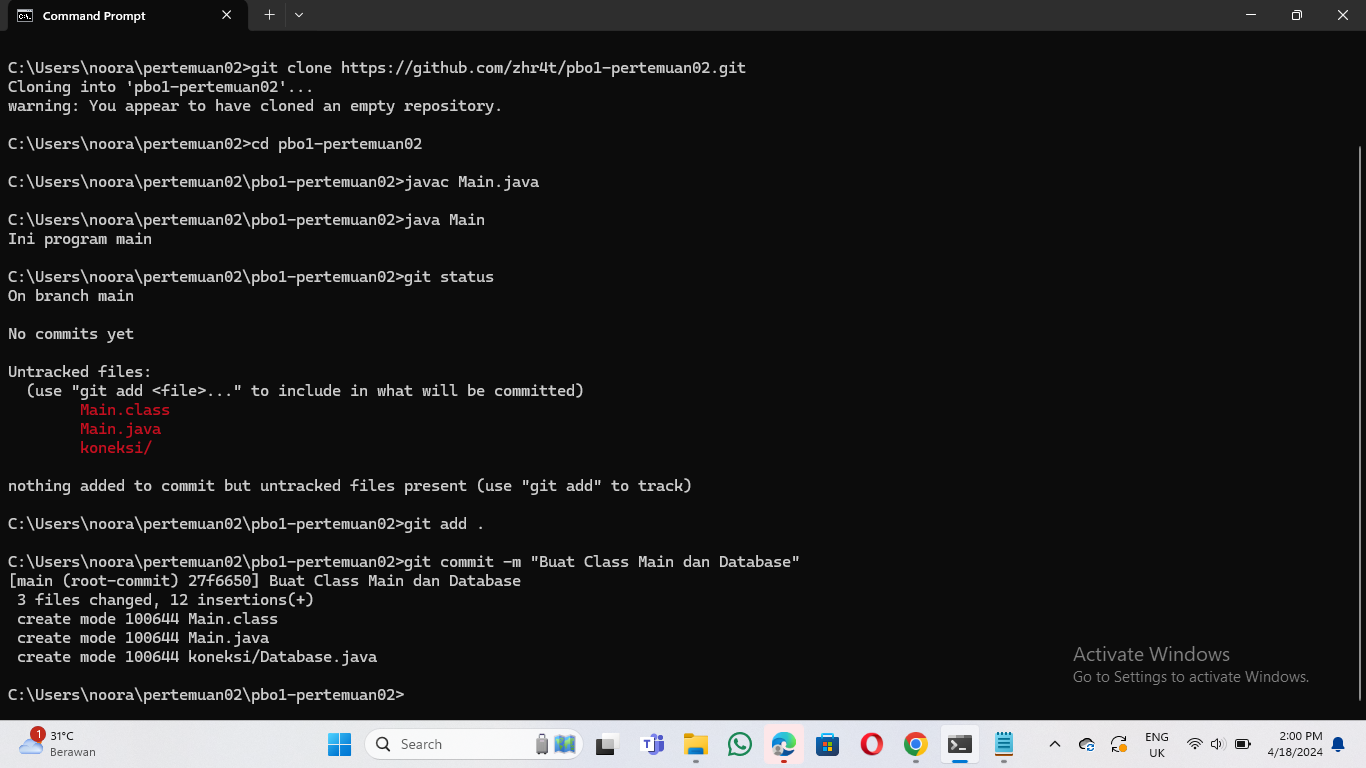 Command Prompt
C:\Users\noora\pertemuan02>git clone https://github.com/zhr4t/pbo1-pertemuan02.git
Cloning into 'pbo1-pertemuan02'...
warning: You appear to have cloned an empty repository.
C:\Users\noora\pertemuan02>cd pbo1-pertemuan02
C:\Users\noora\pertemuan02\pbo1-pertemuan02>javac Main.java
C:\Users\noora\pertemuan02\pbo1-pertemuan02>java Main
Ini program main
C:\Users\noora\pertemuan02\pbo1-pertemuan02>git status
On branch main
No commits yet
Untracked files:
(use "git add <file>..." to include in what will be committed)
Main.class
Main.java
koneksi/
nothing added to commit but untracked files present (use "git add" to track)
C:\Users\noora\pertemuan02\pbo1-pertemuan02>git add .
C:\Users\noora\pertemuan02\pbo1-pertemuan02>git commit -m "Buat Class Main dan Database"
[main (root-commit) 27f6650] Buat Class Main dan Database
3 files changed, 12 insertions(+)
create mode 100644 Main.class
create mode 100644 Main.java
create mode 100644 koneksi/Database.java
C:\Users\noora\pertemuan02\pbo1-pertemuan02>
Activate Windows
Go to Settings to activate Windows.
1
31°C
Berawan
Search
ENG
UK
2:00 PM
4/18/2024